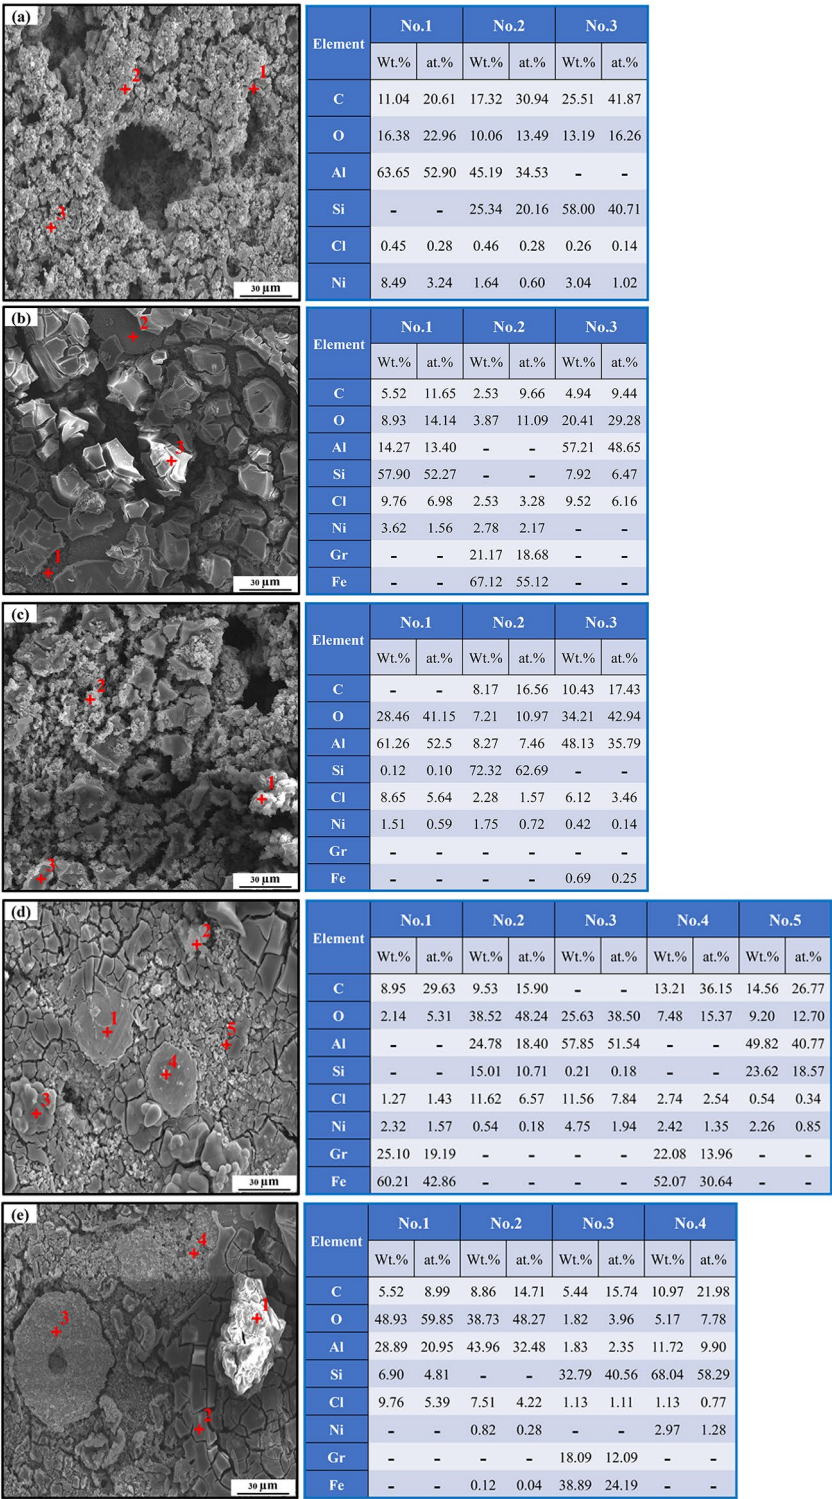 (a)
2
1
3
30 µm
Element No.1 No.2 No.3
Wt.% at.% Wt.% at.% Wt.% at.%
C 11.04 20.61 17.32 30.94 25.51 41.87
O 16.38 22.96 10.06 13.49 13.19 16.26
Al 63.65 52.90 45.19 34.53 - -
Si - - 25.34 20.16 58.00 40.71
Cl 0.45 0.28 0.46 0.28 0.26 0.14
Ni 8.49 3.24 1.64 0.60 3.04 1.02
(b)
2
3
1
30 µm
Element No.1 No.2 No.3
Wt.% at.% Wt.% at.% Wt.% at.%
C 5.52 11.65 2.53 9.66 4.94 9.44
O 8.93 14.14 3.87 11.09 20.41 29.28
Al 14.27 13.40 - - 57.21 48.65
Si 57.90 52.27 - - 7.92 6.47
Cl 9.76 6.98 2.53 3.28 9.52 6.16
Ni 3.62 1.56 2.78 2.17 - -
Gr - - 21.17 18.68 - -
Fe - - 67.12 55.12 - -
(c)
2
1
3
30 µm
Element No.1 No.2 No.3
Wt.% at.% Wt.% at.% Wt.% at.%
C - - 8.17 16.56 10.43 17.43
O 28.46 41.15 7.21 10.97 34.21 42.94
Al 61.26 52.5 8.27 7.46 48.13 35.79
Si 0.12 0.10 72.32 62.69 - -
Cl 8.65 5.64 2.28 1.57 6.12 3.46
Ni 1.51 0.59 1.75 0.72 0.42 0.14
Gr - - - - - -
Fe - - - - 0.69 0.25
(d)
2
1
5
4
3
30 µm
Element No.1 No.2 No.3 No.4 No.5
Wt.% at.% Wt.% at.% Wt.% at.% Wt.% at.% Wt.% at.%
C 8.95 29.63 9.53 15.90 - - 13.21 36.15 14.56 26.77
O 2.14 5.31 38.52 48.24 25.63 38.50 7.48 15.37 9.20 12.70
Al - - 24.78 18.40 57.85 51.54 - - 49.82 40.77
Si - - 15.01 10.71 0.21 0.18 - - 23.62 18.57
Cl 1.27 1.43 11.62 6.57 11.56 7.84 2.74 2.54 0.54 0.34
Ni 2.32 1.57 0.54 0.18 4.75 1.94 2.42 1.35 2.26 0.85
Gr 25.10 19.19 - - - - 22.08 13.96 - -
Fe 60.21 42.86 - - - - 52.07 30.64 - -
(e)
4
3
1
2
30 µm
Element No.1 No.2 No.3 No.4
Wt.% at.% Wt.% at.% Wt.% at.% Wt.% at.%
C 5.52 8.99 8.86 14.71 5.44 15.74 10.97 21.98
O 48.93 59.85 38.73 48.27 1.82 3.96 5.17 7.78
Al 28.89 20.95 43.96 32.48 1.83 2.35 11.72 9.90
Si 6.90 4.81 - - 32.79 40.56 68.04 58.29
Cl 9.76 5.39 7.51 4.22 1.13 1.11 1.13 0.77
Ni - - 0.82 0.28 - - 2.97 1.28
Gr - - - - 18.09 12.09 - -
Fe - - 0.12 0.04 38.89 24.19 - -